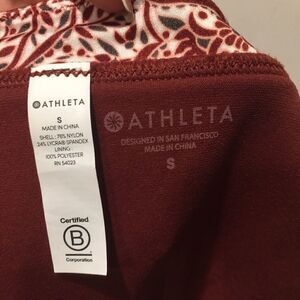 ATHLETA
S
MADE IN CHINA
SHELL: 76% NYLON
24% LYCRA® SPANDEX
LINING:
100% POLYESTER
RN 54023
Certified
B
Corporation
ATHLETA
DESIGNED IN SAN FRANCISCO
MADE IN CHINA
S